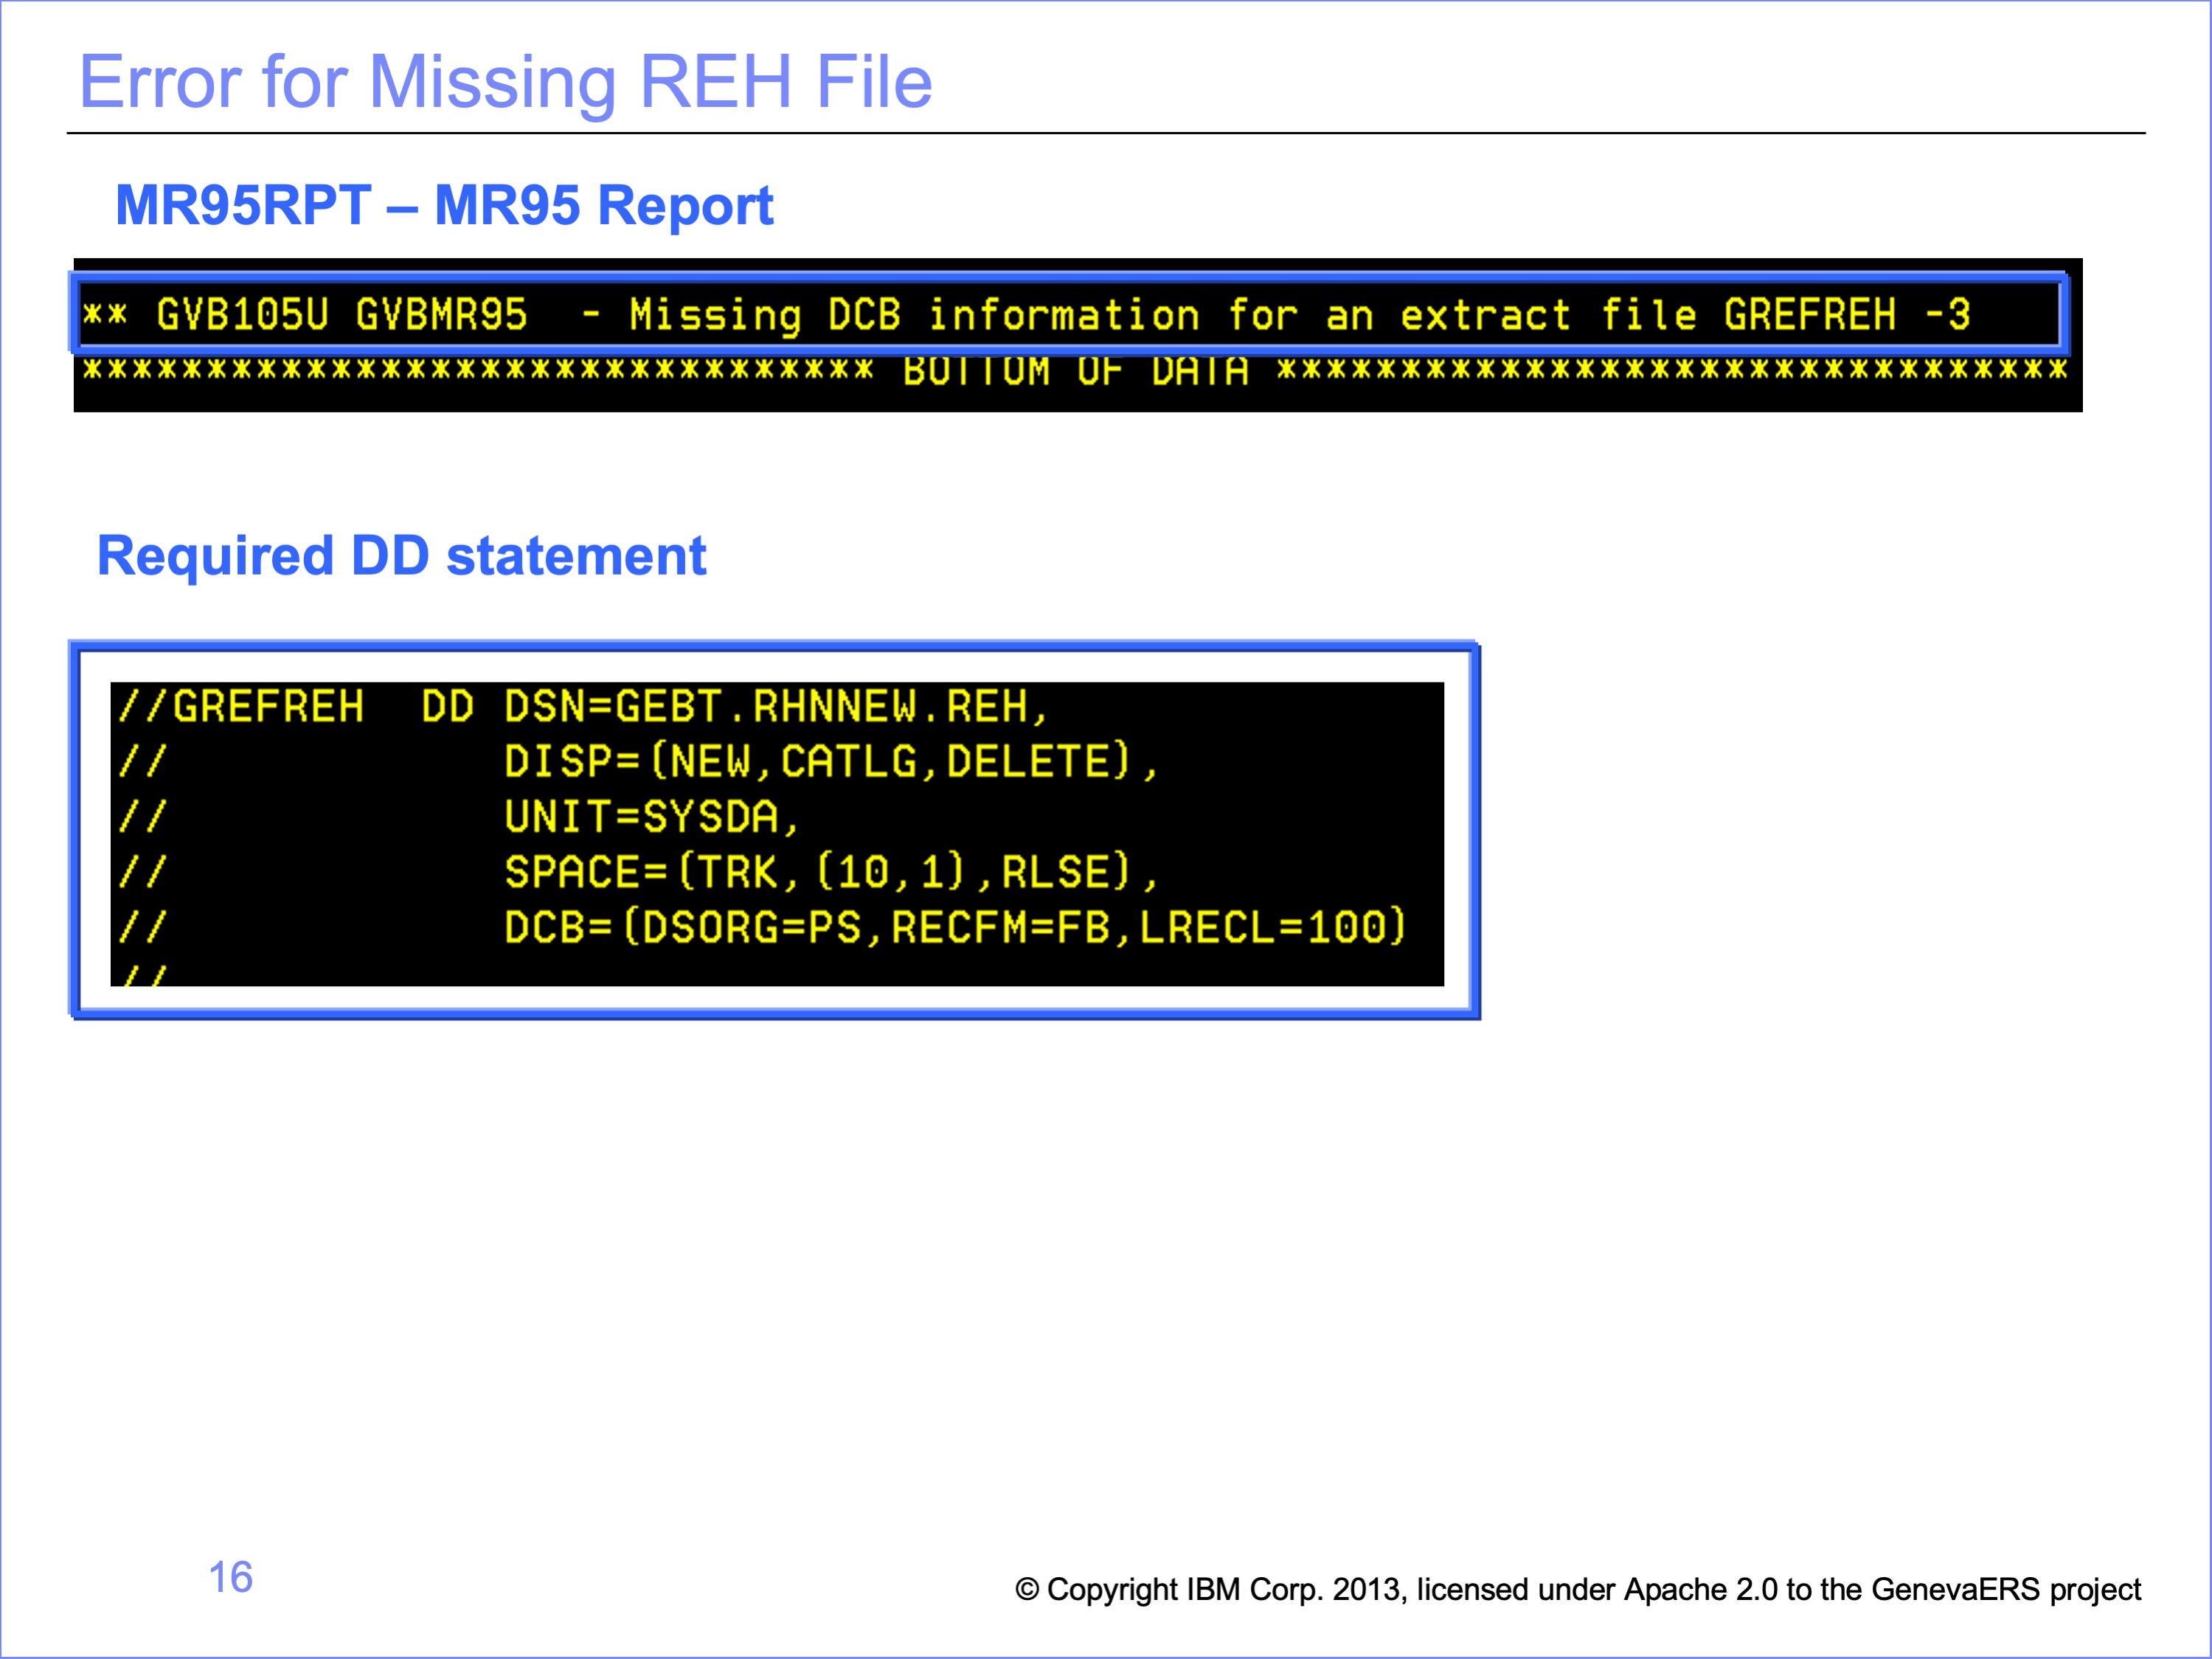 Error for Missing REH File
MR95RPT – MR95 Report
** GVB105U GVBMR95  - Missing DCB information for an extract file GREFREH -3
******************************** BOTTOM OF DATA ********************************
Required DD statement
//GREFREH  DD DSN=GEBT.RHNNEW.REH,
//            DISP=(NEW,CATLG,DELETE),
//            UNIT=SYSDA,
//            SPACE=(TRK,(10,1),RLSE),
//            DCB=(DSORG=PS,RECFM=FB,LRECL=100)
//
16
© Copyright IBM Corp. 2013, licensed under Apache 2.0 to the GenevaERS project